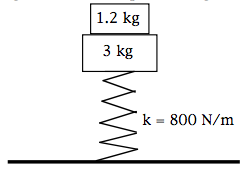 1.2 kg
3 kg
k = 800 N/m